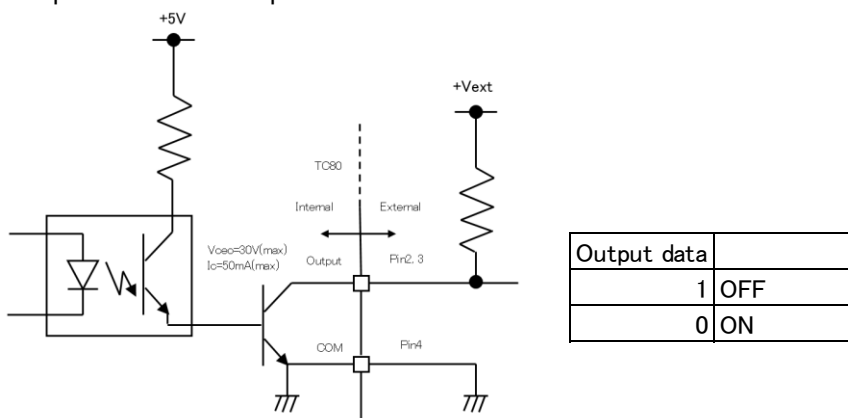 +5V
+Vext
TC80
Internal
External
Vceo=30V(max)
Ic=50mA(max)
Output
Pin2, 3
COM
Pin4
Output data
1 OFF
0 ON